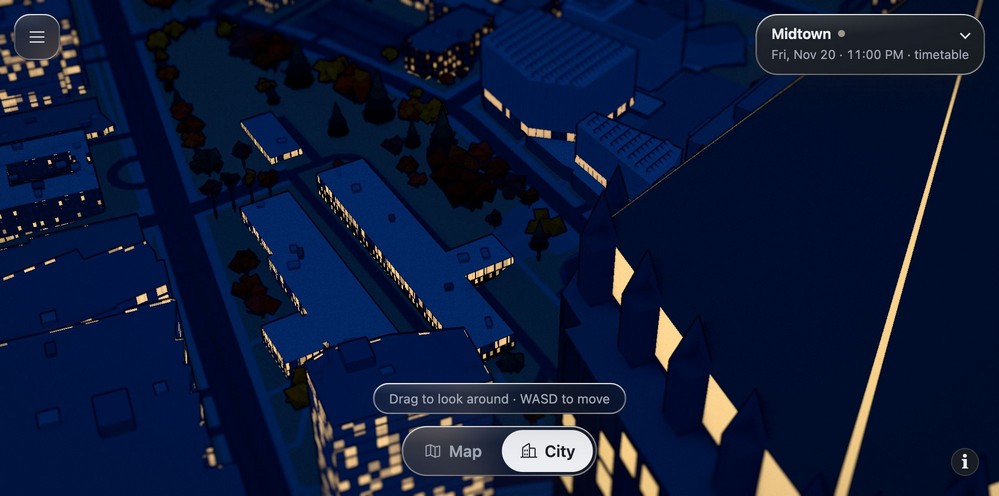 Midtown
Fri, Nov 20 · 11:00 PM · timetable
Drag to look around · WASD to move
Map
City
i